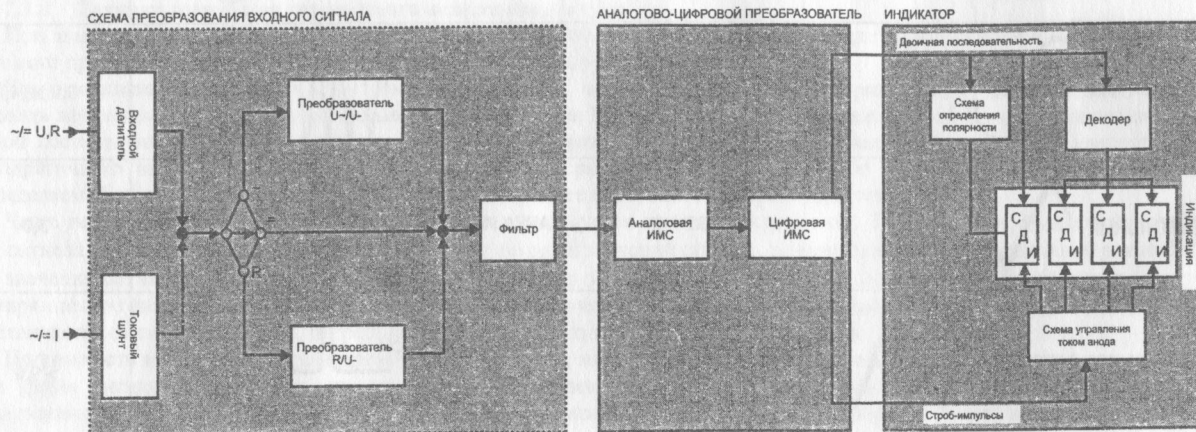 СХЕМА ПРЕОБРАЗОВАНИЯ ВХОДНОГО СИГНАЛА
АНАЛОГОВО-ЦИФРОВОЙ ПРЕОБРАЗОВАТЕЛЬ
ИНДИКАТОР
~/= U,R
Входной
далитель
~/= I
Токовый
шунт
~
=
R
Преобразователь
U~/U-
Преобразователь
R/U-
Фильтр
Аналоговая
ИМС
Цифровая
ИМС
Двоичная последовательность
Схема
определения
полярности
Декодер
С
Д
И
С
Д
И
С
Д
И
С
Д
И
Индикация
Схема управления
током анода
Строб-импульсы